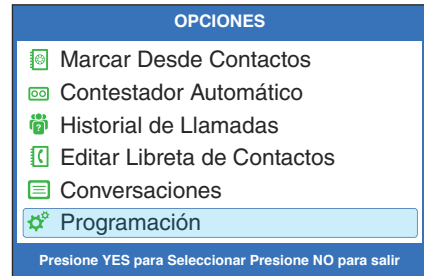 OPCIONES
Marcar Desde Contactos
Contestador Automático
Historial de Llamadas
Editar Libreta de Contactos
Conversaciones
Programación
Presione YES para Seleccionar Presione NO para salir